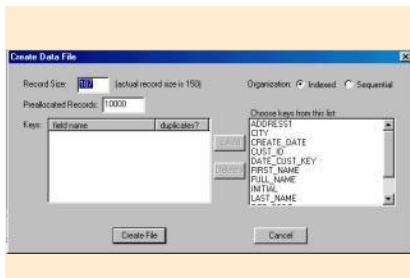 Create Data File
Record Size: 107 (actual record size is 150) Organization: Indexed Sequential
Preallocated Records: 10000
Keys: field name duplicates? Choose keys from this list:
ADDRESS1
CITY
CREATE_DATE
CUST_ID
DATE_CUST_KEY
FIRST_NAME
FULL_NAME
INITIAL
LAST_NAME
Create File Cancel